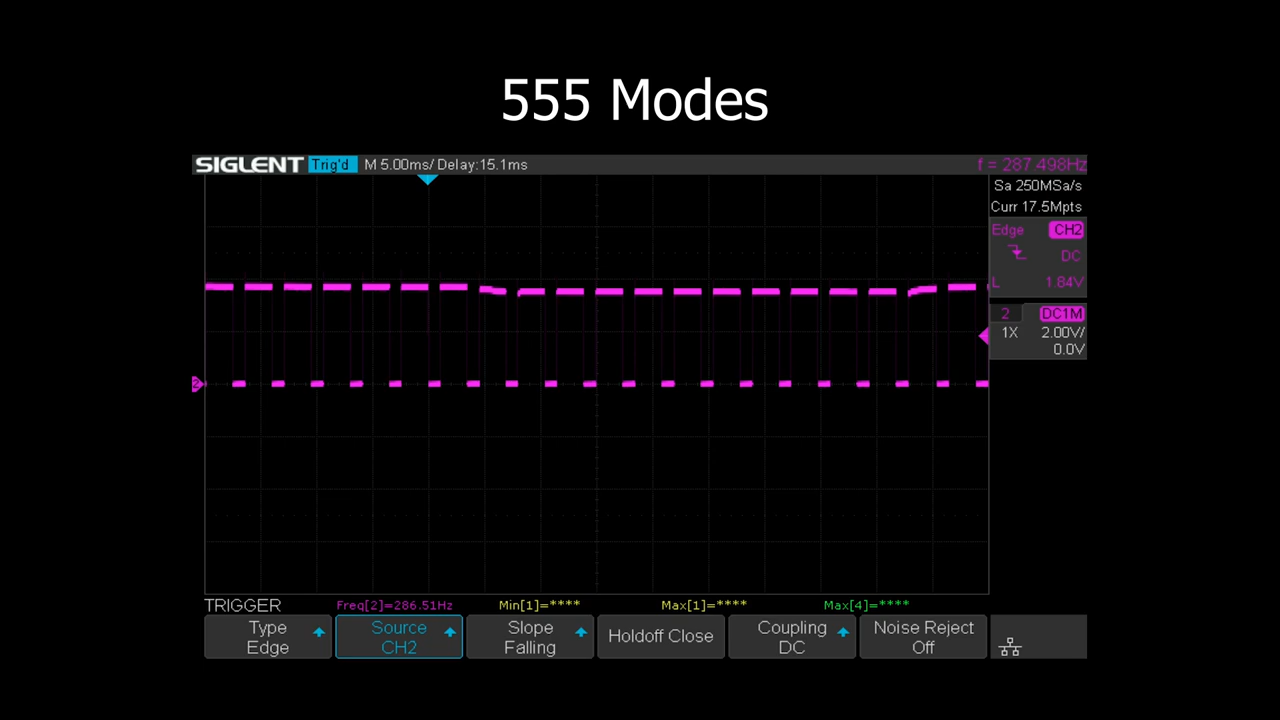 555 Modes
SIGLENT Trig'd M 5.00ms/ Delay:15.1ms f = 287.498Hz
Sa 250MSa/s
Curr 17.5Mpts
Edge CH2
DC
L 1.84V
2 DC1M
1X 2.00V/
0.0V
2
TRIGGER Freq[2]=286.51Hz Min[1]=**** Max[1]=**** Max[4]=****
Type Source Slope Holdoff Close Coupling Noise Reject
Edge CH2 Falling DC Off